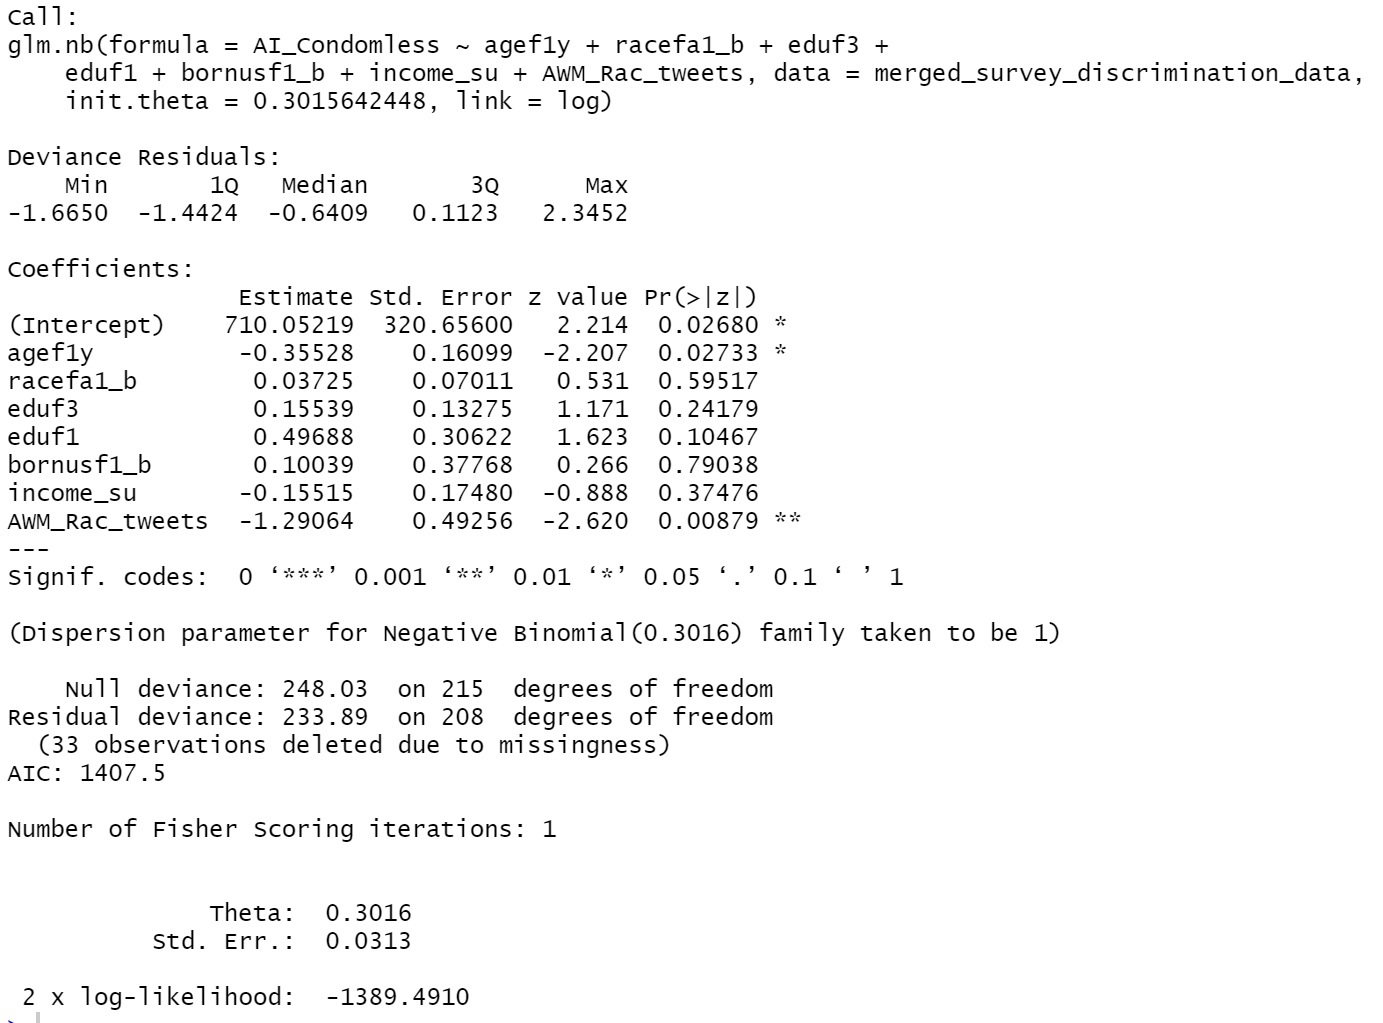 Call:
glm.nb(formula = AI_Condomless ~ agef1y + racefa1_b + eduf3 +
    eduf1 + bornusf1_b + income_su + AWM_Rac_tweets, data = merged_survey_discrimination_data,
    init.theta = 0.3015642448, link = log)

Deviance Residuals:
    Min       1Q   Median       3Q      Max
-1.6650  -1.4424  -0.6409   0.1123   2.3452

Coefficients:
                Estimate Std. Error z value Pr(>|z|)
(Intercept)    710.05219  320.65600   2.214  0.02680 *
agef1y          -0.35528    0.16099  -2.207  0.02733 *
racefa1_b        0.03725    0.07011   0.531  0.59517
eduf3            0.15539    0.13275   1.171  0.24179
eduf1            0.49688    0.30622   1.623  0.10467
bornusf1_b       0.10039    0.37768   0.266  0.79038
income_su       -0.15515    0.17480  -0.888  0.37476
AWM_Rac_tweets  -1.29064    0.49256  -2.620  0.00879 **
---
Signif. codes:  0 ‘***’ 0.001 ‘**’ 0.01 ‘*’ 0.05 ‘.’ 0.1 ‘ ’ 1

(Dispersion parameter for Negative Binomial(0.3016) family taken to be 1)

    Null deviance: 248.03  on 215  degrees of freedom
Residual deviance: 233.89  on 208  degrees of freedom
  (33 observations deleted due to missingness)
AIC: 1407.5

Number of Fisher Scoring iterations: 1

              Theta:  0.3016
          Std. Err.:  0.0313

 2 x log-likelihood:  -1389.4910